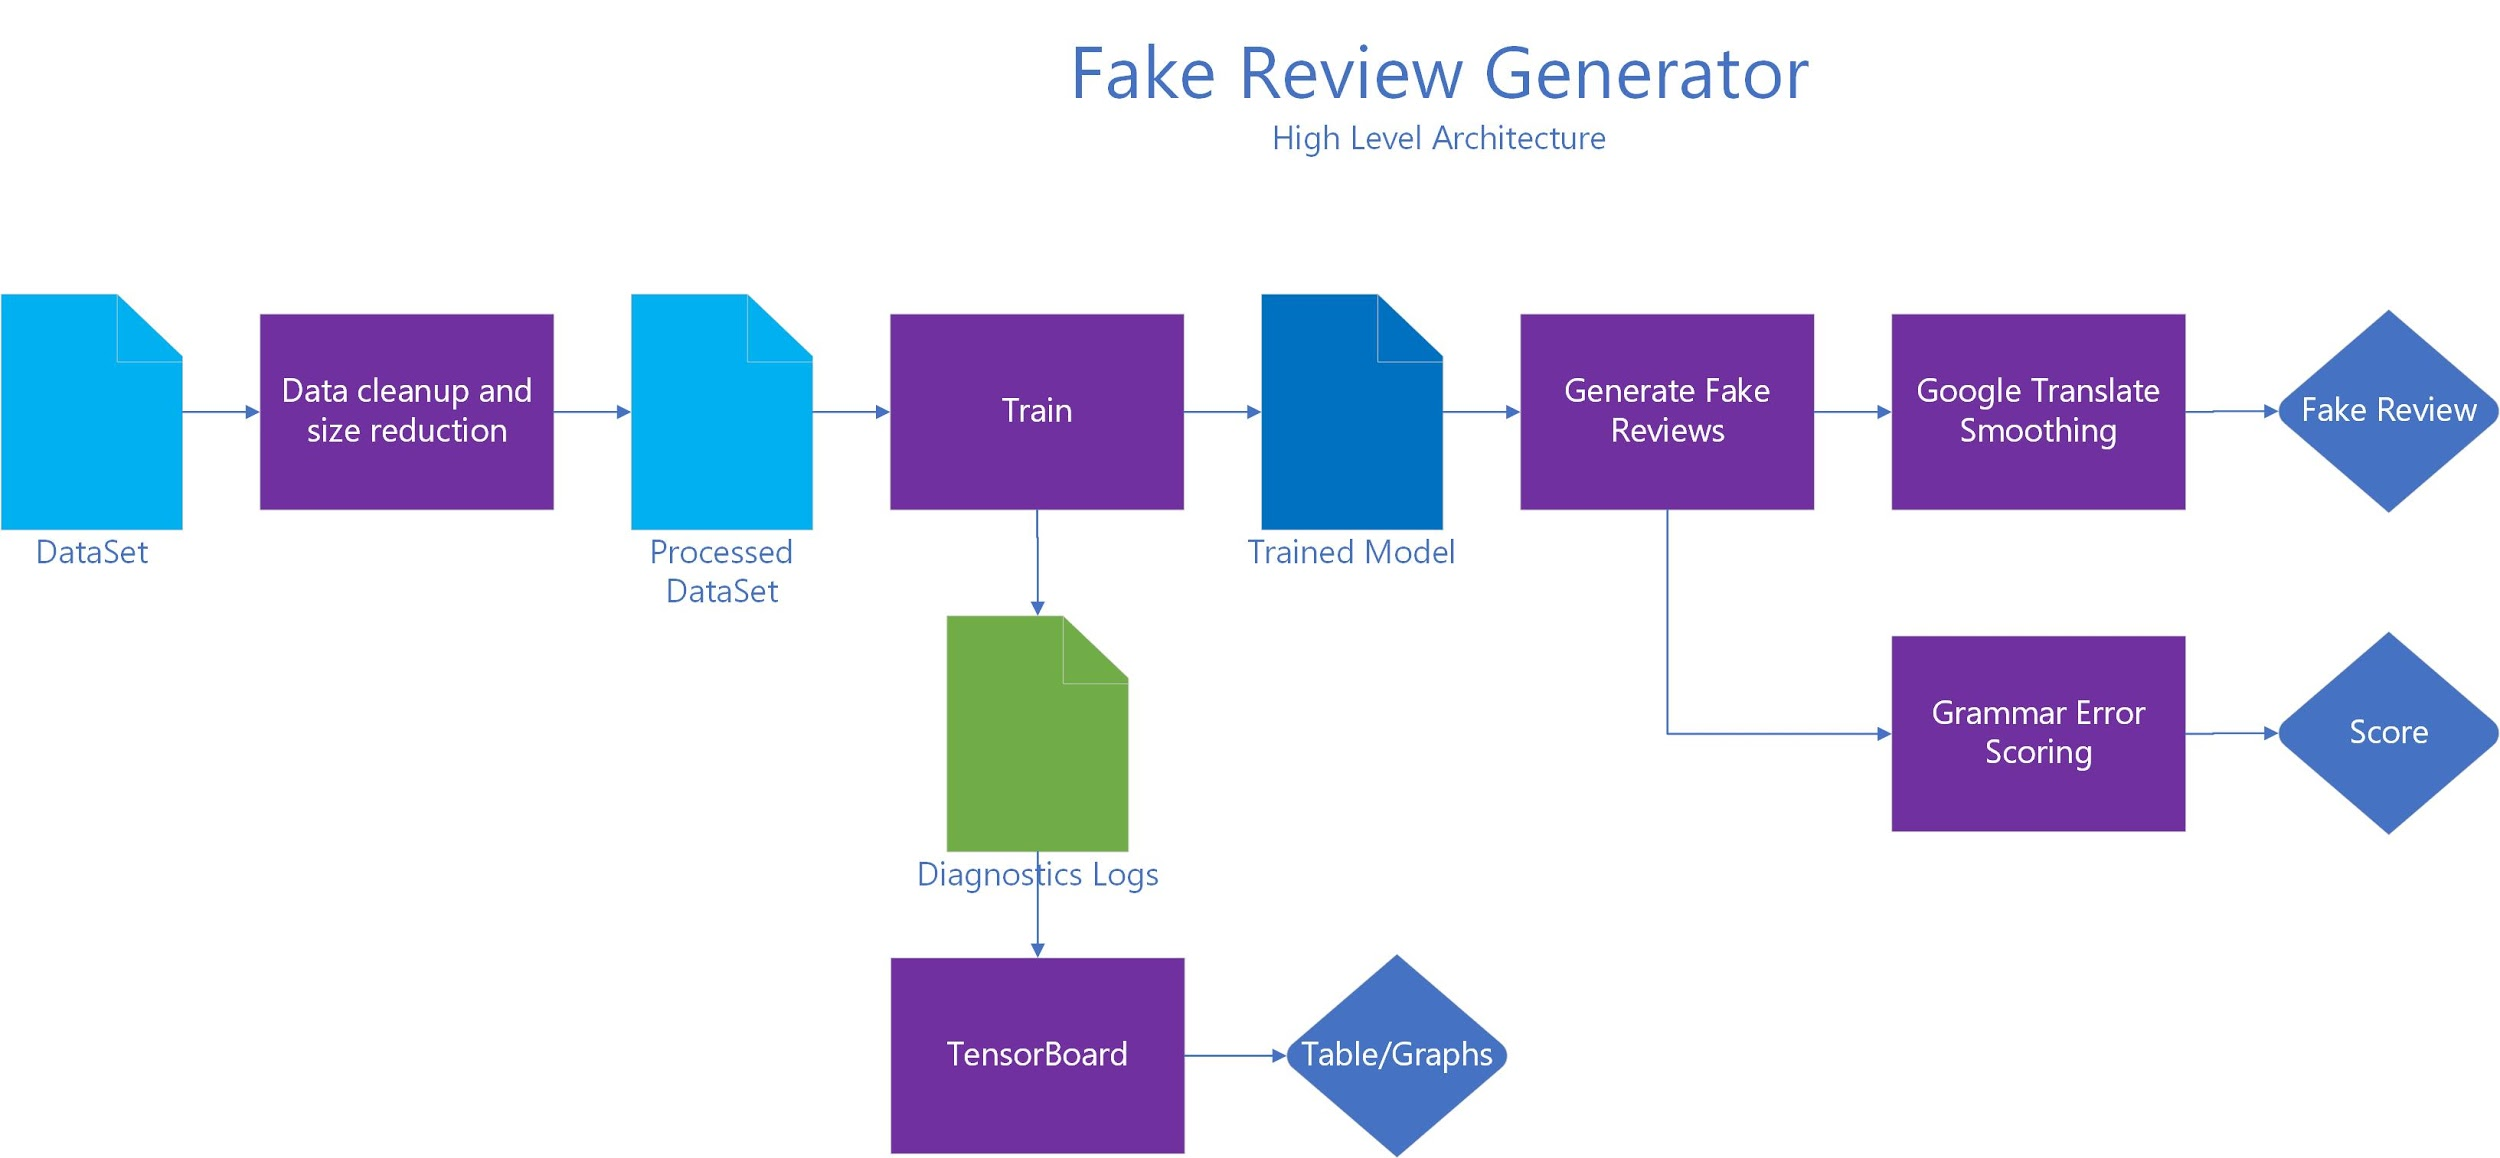 Fake Review Generator
High Level Architecture
DataSet
Data cleanup and
size reduction
Processed
DataSet
Train
Trained Model
Generate Fake
Reviews
Google Translate
Smoothing
Fake Review
Diagnostics Logs
Grammar Error
Scoring
Score
TensorBoard
Table/Graphs